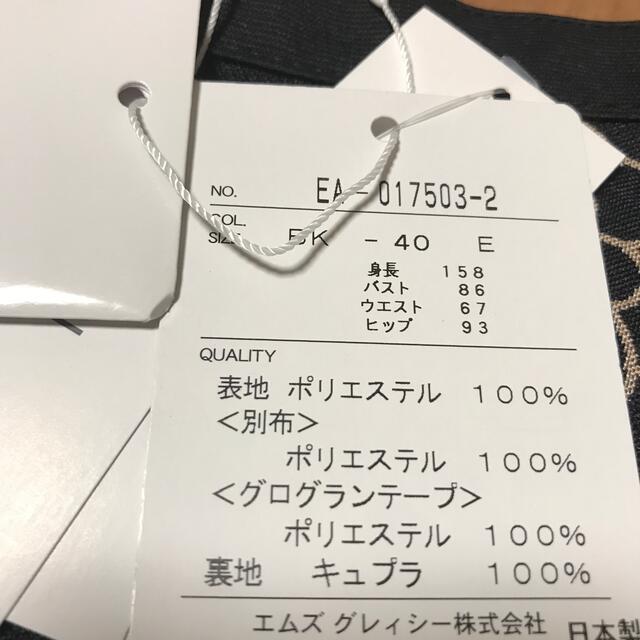 NO. EA-017503-2
COL.
SIZE BK - 40 E
身長 158
バスト 86
ウエスト 67
ヒップ 93
QUALITY
表地 ポリエステル 100%
<別布>
ポリエステル 100%
<グログランテープ>
ポリエステル 100%
裏地 キュプラ 100%
エムズ グレィシー株式会社 日本製